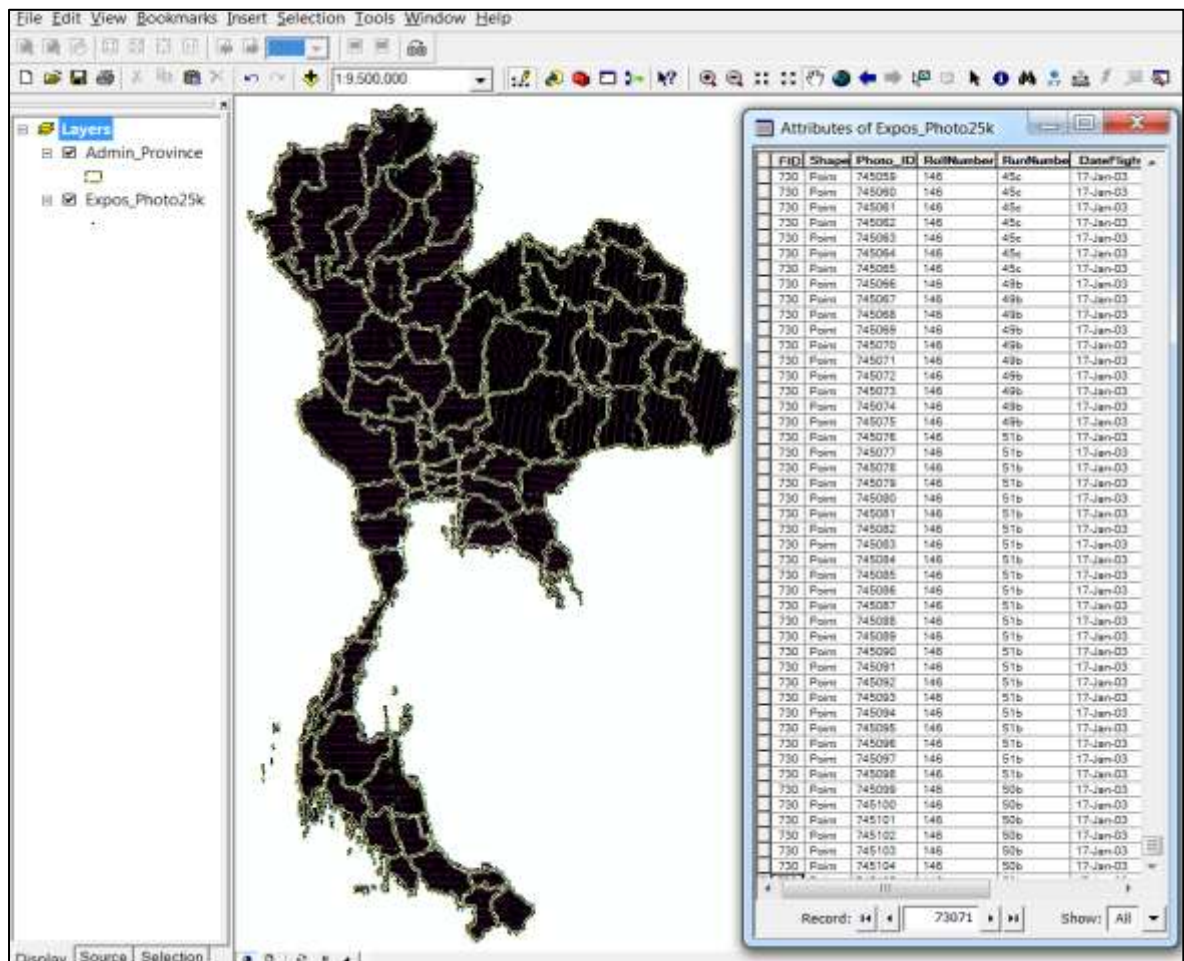 File Edit View Bookmarks Insert Selection Tools Window Help
1:9,500,000
Layers
Admin_Province
Expos_Photo25k
Attributes of Expos_Photo25k
FID Shape Photo_ID RollNumber RunNumbe DateFligh
730 Point 745059 146 45c 17-Jan-03
730 Point 745060 146 45c 17-Jan-03
730 Point 745061 146 45c 17-Jan-03
730 Point 745062 146 45c 17-Jan-03
730 Point 745063 146 45c 17-Jan-03
730 Point 745064 146 45c 17-Jan-03
730 Point 745065 146 45c 17-Jan-03
730 Point 745066 146 49b 17-Jan-03
730 Point 745067 146 49b 17-Jan-03
730 Point 745068 146 49b 17-Jan-03
730 Point 745069 146 49b 17-Jan-03
730 Point 745070 146 49b 17-Jan-03
730 Point 745071 146 49b 17-Jan-03
730 Point 745072 146 49b 17-Jan-03
730 Point 745073 146 49b 17-Jan-03
730 Point 745074 146 49b 17-Jan-03
730 Point 745075 146 49b 17-Jan-03
730 Point 745076 146 51b 17-Jan-03
730 Point 745077 146 51b 17-Jan-03
730 Point 745078 146 51b 17-Jan-03
730 Point 745079 146 51b 17-Jan-03
730 Point 745080 146 51b 17-Jan-03
730 Point 745081 146 51b 17-Jan-03
730 Point 745082 146 51b 17-Jan-03
730 Point 745083 146 51b 17-Jan-03
730 Point 745084 146 51b 17-Jan-03
730 Point 745085 146 51b 17-Jan-03
730 Point 745086 146 51b 17-Jan-03
730 Point 745087 146 51b 17-Jan-03
730 Point 745088 146 51b 17-Jan-03
730 Point 745089 146 51b 17-Jan-03
730 Point 745090 146 51b 17-Jan-03
730 Point 745091 146 51b 17-Jan-03
730 Point 745092 146 51b 17-Jan-03
730 Point 745093 146 51b 17-Jan-03
730 Point 745094 146 51b 17-Jan-03
730 Point 745095 146 51b 17-Jan-03
730 Point 745096 146 51b 17-Jan-03
730 Point 745097 146 51b 17-Jan-03
730 Point 745098 146 51b 17-Jan-03
730 Point 745099 146 50b 17-Jan-03
730 Point 745100 146 50b 17-Jan-03
730 Point 745101 146 50b 17-Jan-03
730 Point 745102 146 50b 17-Jan-03
730 Point 745103 146 50b 17-Jan-03
730 Point 745104 146 50b 17-Jan-03
Record: 73071 Show: All
Display Source Selection